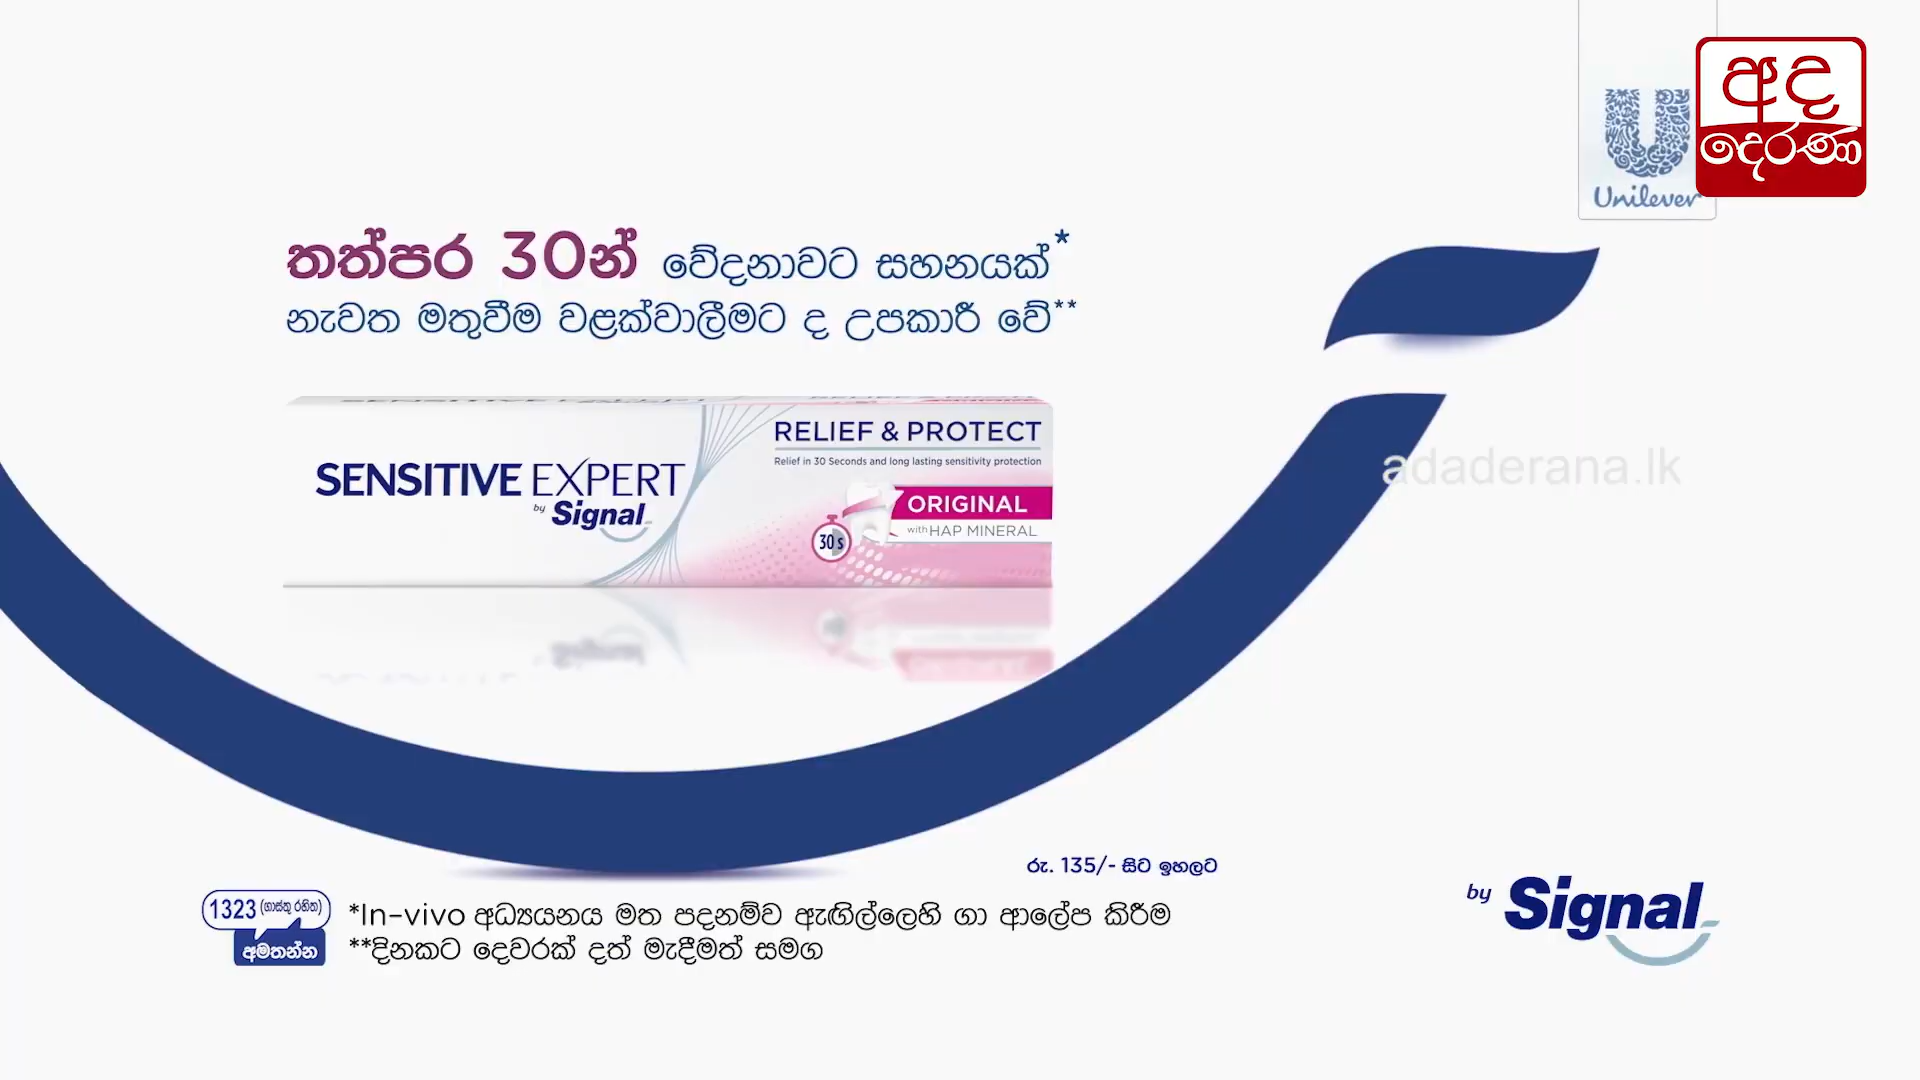 අද
දෙරණ
Unilever
තත්පර 30න් වේදනාවට සහනයක්*
නැවත මතුවීම වළක්වාලීමට ද උපකාරී වේ**
RELIEF & PROTECT
Relief in 30 Seconds and long lasting sensitivity protection
SENSITIVE EXPERT
by Signal
ORIGINAL
with HAP MINERAL
30 s
adaderana.lk
රු. 135/- සිට ඉහලට
1323 (ගාස්තු රහිත)
අමතන්න
*In-vivo අධ්‍යයනය මත පදනම්ව ඇඟිල්ලෙහි ගා ආලේප කිරීම
**දිනකට දෙවරක් දත් මැදීමත් සමග
by Signal